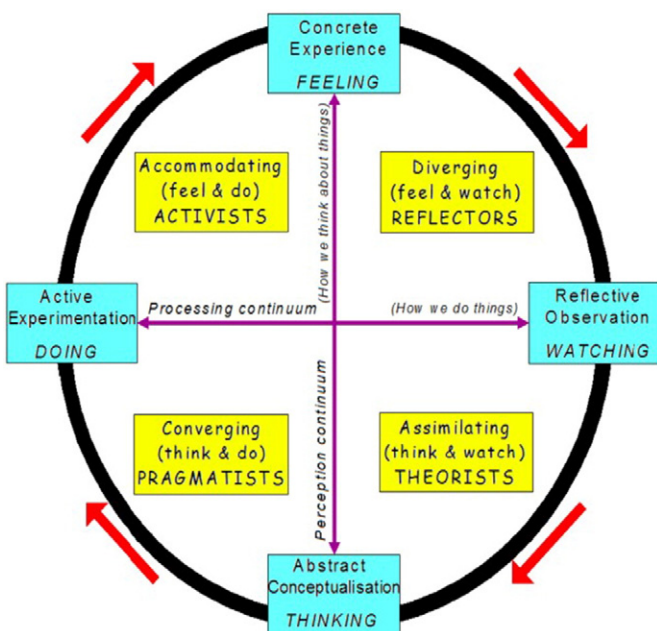 Concrete
Experience
FEELING
Accommodating
(feel & do)
ACTIVISTS
(How we think about things)
Diverging
(feel & watch)
REFLECTORS
Active
Experimentation
DOING
Processing continuum
(How we do things)
Reflective
Observation
WATCHING
Converging
(think & do)
PRAGMATISTS
Perception continuum
Assimilating
(think & watch)
THEORISTS
Abstract
Conceptualisation
THINKING